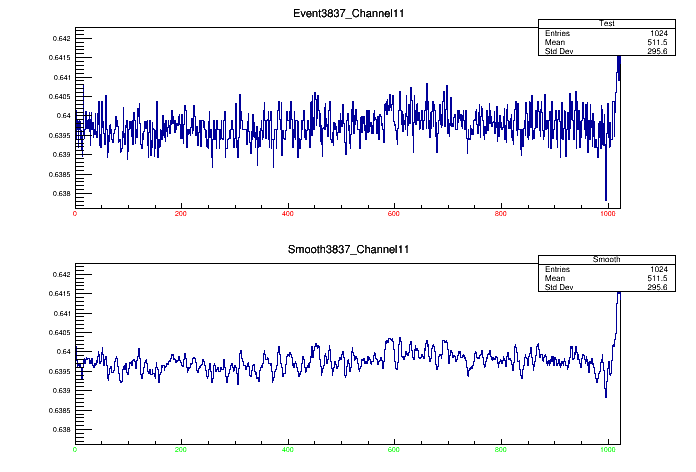 Event3837_Channel11
Test
Entries 1024
Mean 511.5
Std Dev 295.6
0.642
0.6415
0.641
0.6405
0.64
0.6395
0.639
0.6385
0.638
0 200 400 600 800 1000
Smooth3837_Channel11
Smooth
Entries 1024
Mean 511.5
Std Dev 295.6
0.642
0.6415
0.641
0.6405
0.64
0.6395
0.639
0.6385
0.638
0 200 400 600 800 1000